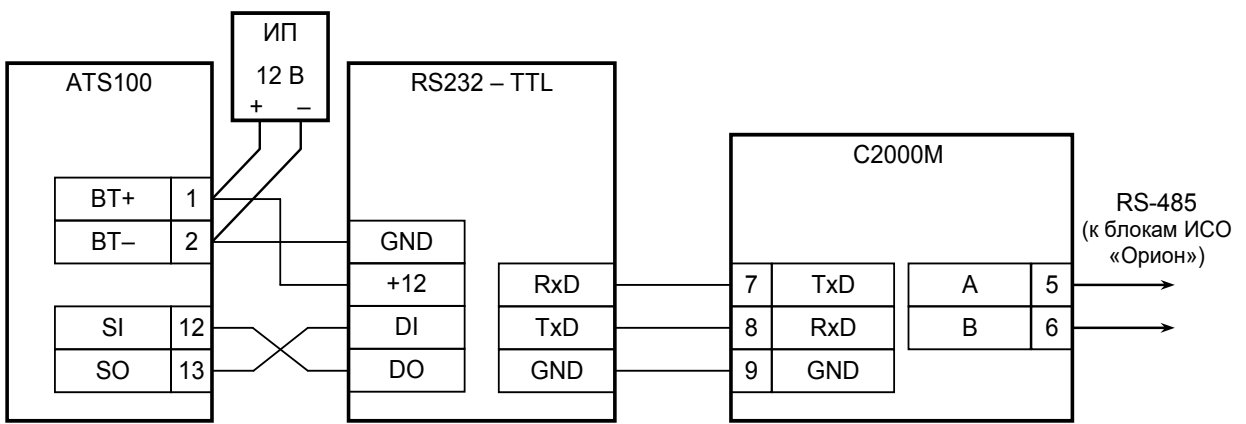 ИП
12 В
+ –
ATS100
BT+ 1
BT– 2
SI 12
SO 13
RS232 – TTL
GND
+12
DI
DO
RxD
TxD
GND
C2000M
7 TxD
8 RxD
9 GND
A 5
B 6
RS-485
(к блокам ИСО
«Орион»)